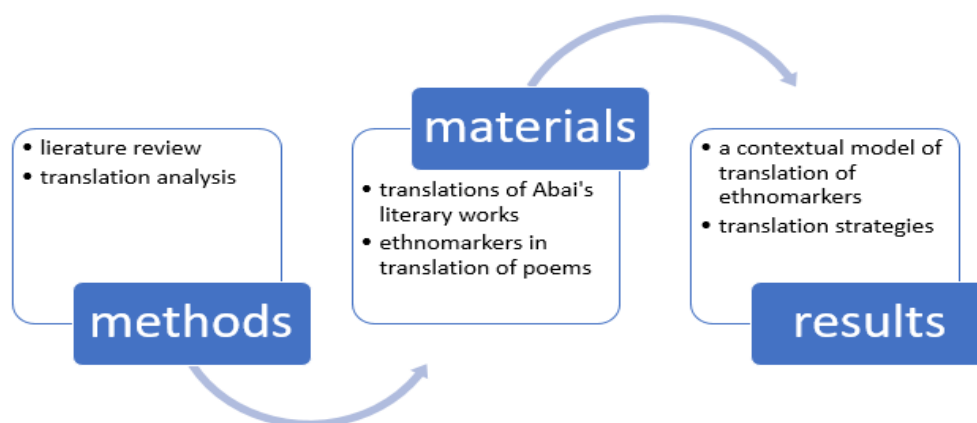 • lierature review
• translation analysis
methods
materials
• translations of Abai's
literary works
• ethnomarkers in
translation of poems
• a contextual model of
translation of
ethnomarkers
• translation strategies
results